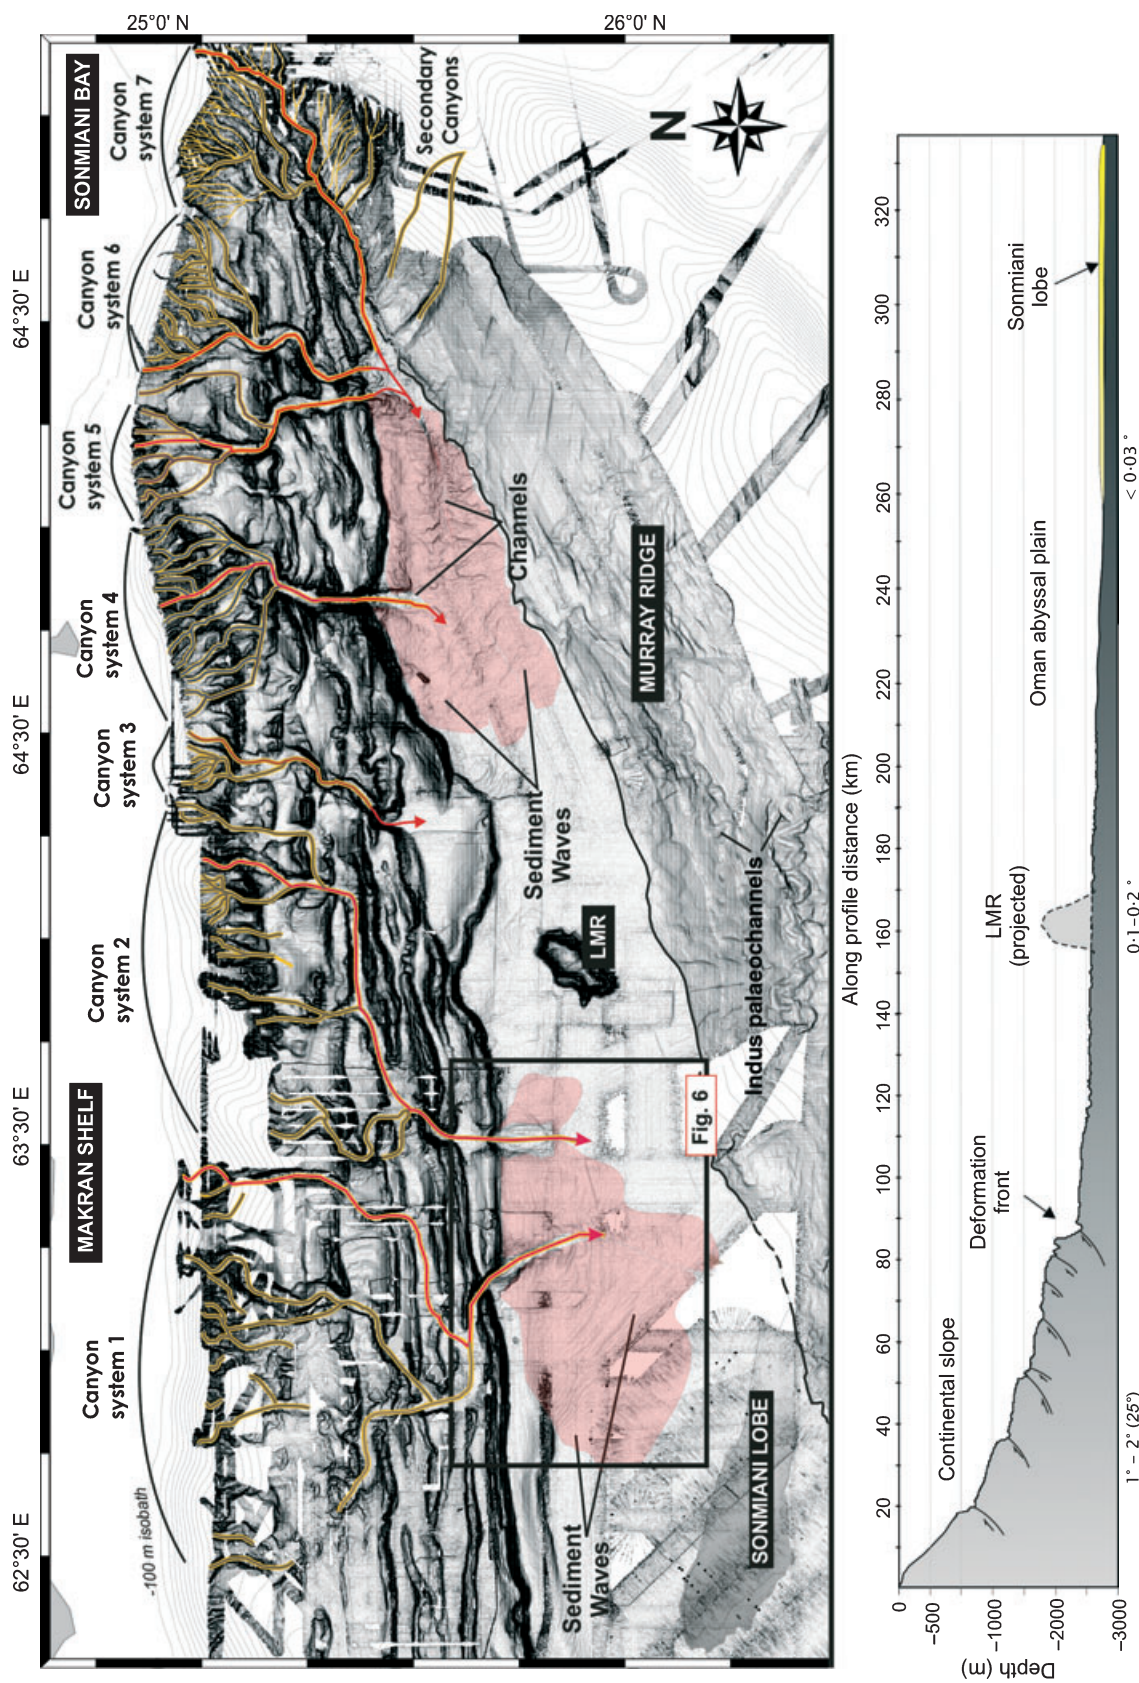 62°30' E
63°30' E
64°30' E
64°30' E
25°0' N
26°0' N
MAKRAN SHELF
SONMIANI BAY
-100 m isobath
Canyon
system 1
Canyon
system 2
Canyon
system 3
Canyon
system 4
Canyon
system 5
Canyon
system 6
Canyon
system 7
Secondary
Canyons
N
Channels
Sediment
Waves
LMR
MURRAY RIDGE
Fig. 6
Indus palaeochannels
Sediment
Waves
SONMIANI LOBE
Along profile distance (km)
20
40
60
80
100
120
140
160
180
200
220
240
260
280
300
320
Depth (m)
0
−500
−1000
−2000
−3000
Continental slope
Deformation
front
LMR
(projected)
Oman abyssal plain
Sonmiani
lobe
1° – 2° (25°)
0·1–0·2 °
< 0·03 °